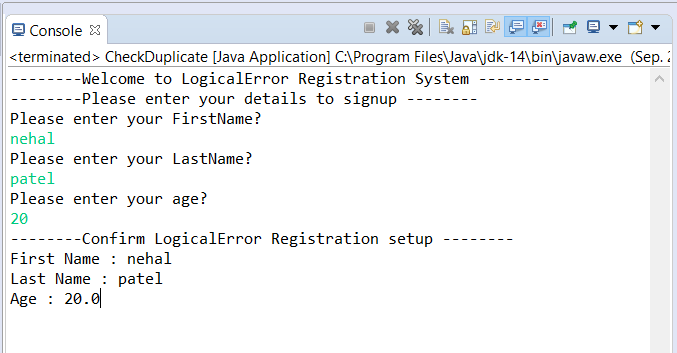 Console
<terminated> CheckDuplicate [Java Application] C:\Program Files\Java\jdk-14\bin\javaw.exe (Sep. 2
--------Welcome to LogicalError Registration System --------
--------Please enter your details to signup --------
Please enter your FirstName?
nehal
Please enter your LastName?
patel
Please enter your age?
20
--------Confirm LogicalError Registration setup --------
First Name : nehal
Last Name : patel
Age : 20.0